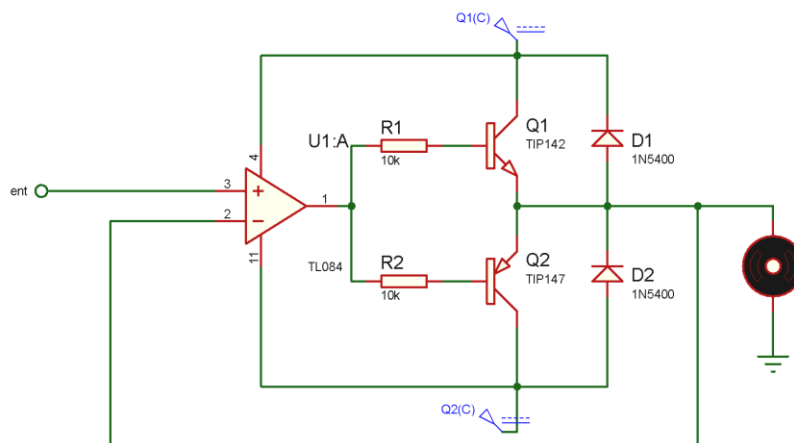 Q1(C)
U1:A
R1
10k
Q1
TIP142
D1
1N5400
4
ent
3
2
1
11
TL084
R2
10k
Q2
TIP147
D2
1N5400
Q2(C)